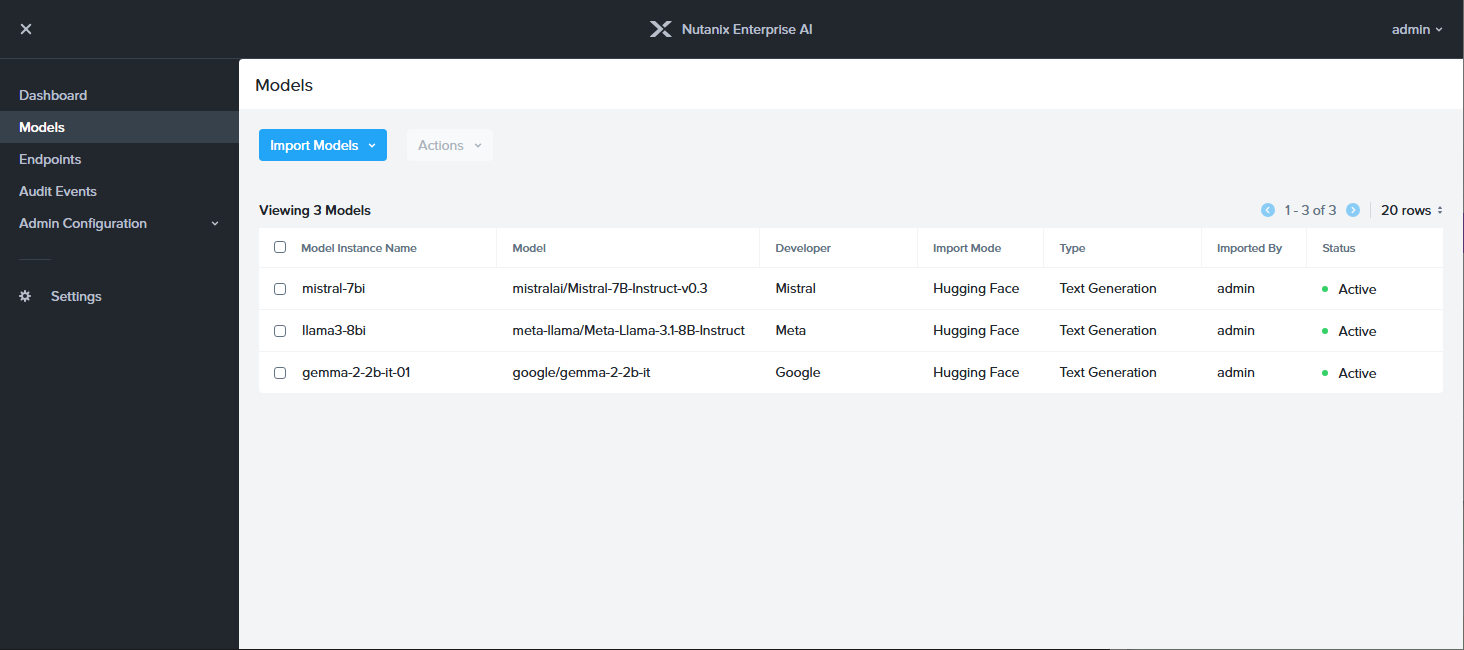 Nutanix Enterprise AI
admin
Dashboard
Models
Endpoints
Audit Events
Admin Configuration
Settings
Models
Import Models
Actions
Viewing 3 Models
1 - 3 of 3
20 rows
Model Instance Name Model Developer Import Mode Type Imported By Status
mistral-7bi mistralai/Mistral-7B-Instruct-v0.3 Mistral Hugging Face Text Generation admin Active
llama3-8bi meta-llama/Meta-Llama-3.1-8B-Instruct Meta Hugging Face Text Generation admin Active
gemma-2-2b-it-01 google/gemma-2-2b-it Google Hugging Face Text Generation admin Active